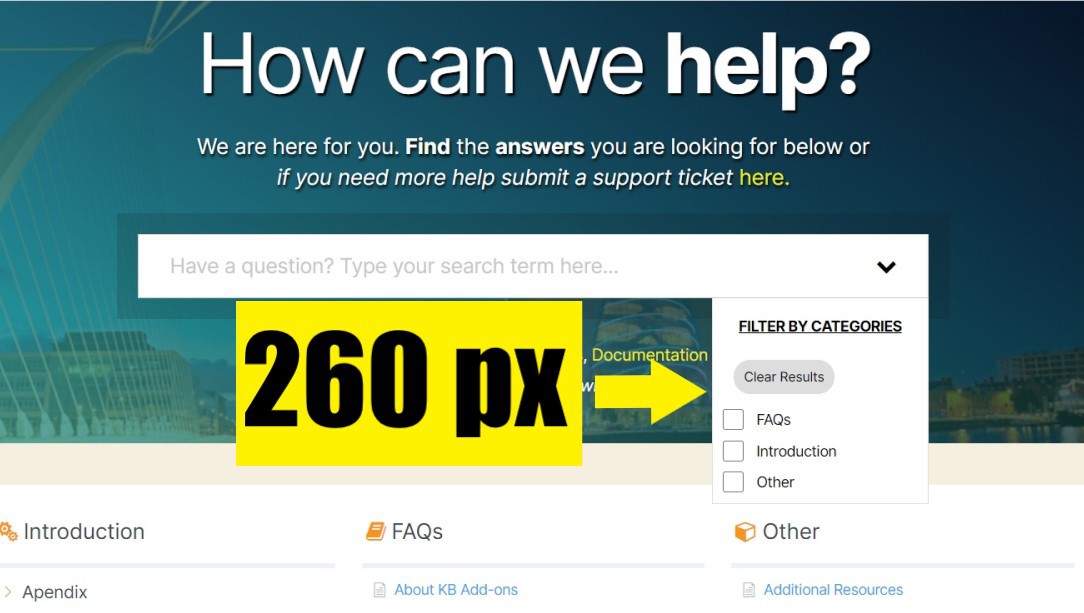 How can we help?
We are here for you. Find the answers you are looking for below or
if you need more help submit a support ticket here.
Have a question? Type your search term here...
FILTER BY CATEGORIES
260 px
, Documentation
Clear Results
FAQs
Introduction
Other
Introduction
FAQs
Other
Apendix
About KB Add-ons
Additional Resources